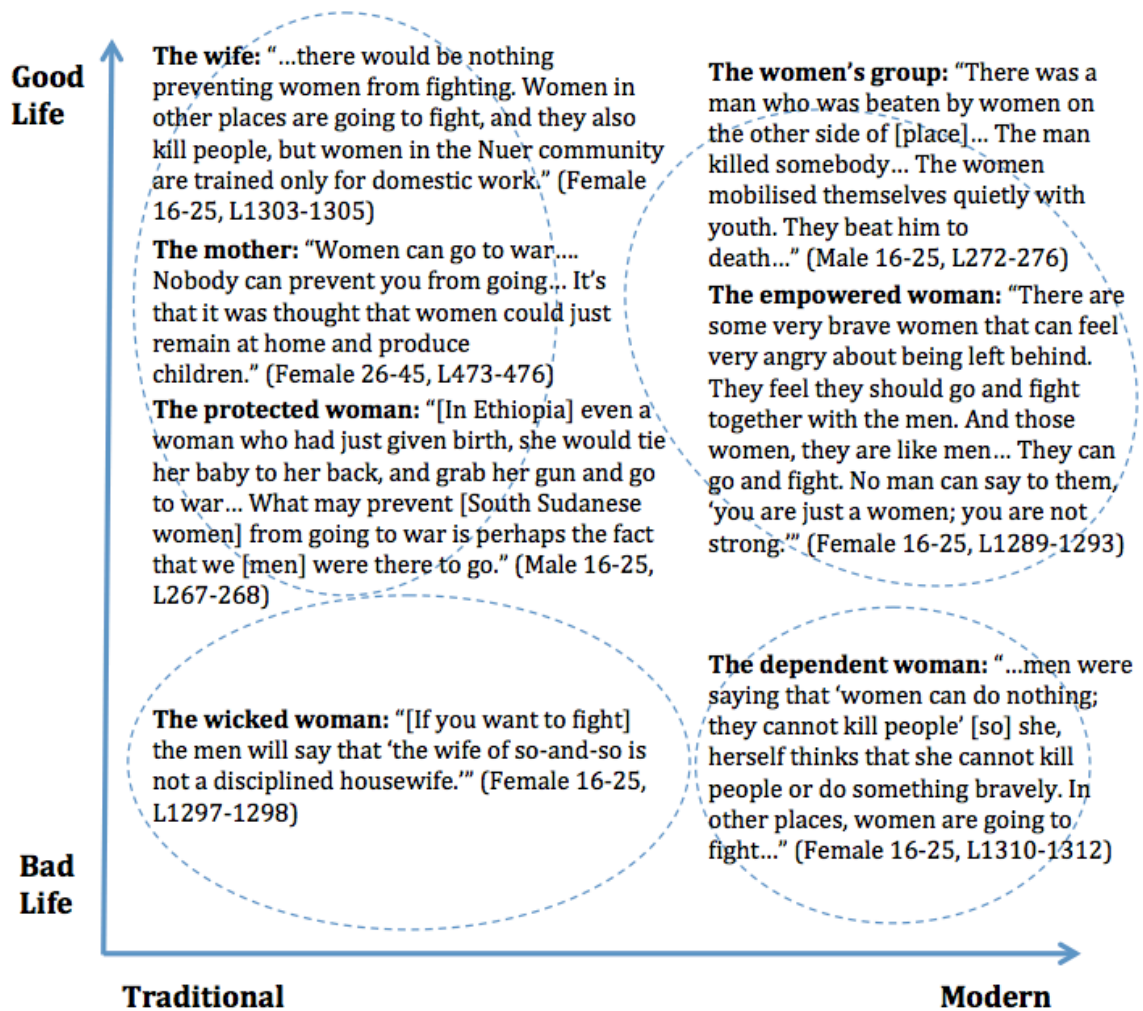 Good
Life
The wife: “…there would be nothing
preventing women from fighting. Women in
other places are going to fight, and they also
kill people, but women in the Nuer community
are trained only for domestic work.” (Female
16-25, L1303-1305)
The mother: “Women can go to war….
Nobody can prevent you from going… It’s
that it was thought that women could just
remain at home and produce
children.” (Female 26-45, L473-476)
The protected woman: “[In Ethiopia] even a
woman who had just given birth, she would tie
her baby to her back, and grab her gun and go
to war… What may prevent [South Sudanese
women] from going to war is perhaps the fact
that we [men] were there to go.” (Male 16-25,
L267-268)
The women’s group: “There was a
man who was beaten by women on
the other side of [place]… The man
killed somebody… The women
mobilised themselves quietly with
youth. They beat him to
death…” (Male 16-25, L272-276)
The empowered woman: “There are
some very brave women that can feel
very angry about being left behind.
They feel they should go and fight
together with the men. And those
women, they are like men… They can
go and fight. No man can say to them,
‘you are just a women; you are not
strong.’” (Female 16-25, L1289-1293)
The wicked woman: “[If you want to fight]
the men will say that ‘the wife of so-and-so is
not a disciplined housewife.’” (Female 16-25,
L1297-1298)
The dependent woman: “…men were
saying that ‘women can do nothing;
they cannot kill people’ [so] she,
herself thinks that she cannot kill
people or do something bravely. In
other places, women are going to
fight…” (Female 16-25, L1310-1312)
Bad
Life
Traditional
Modern